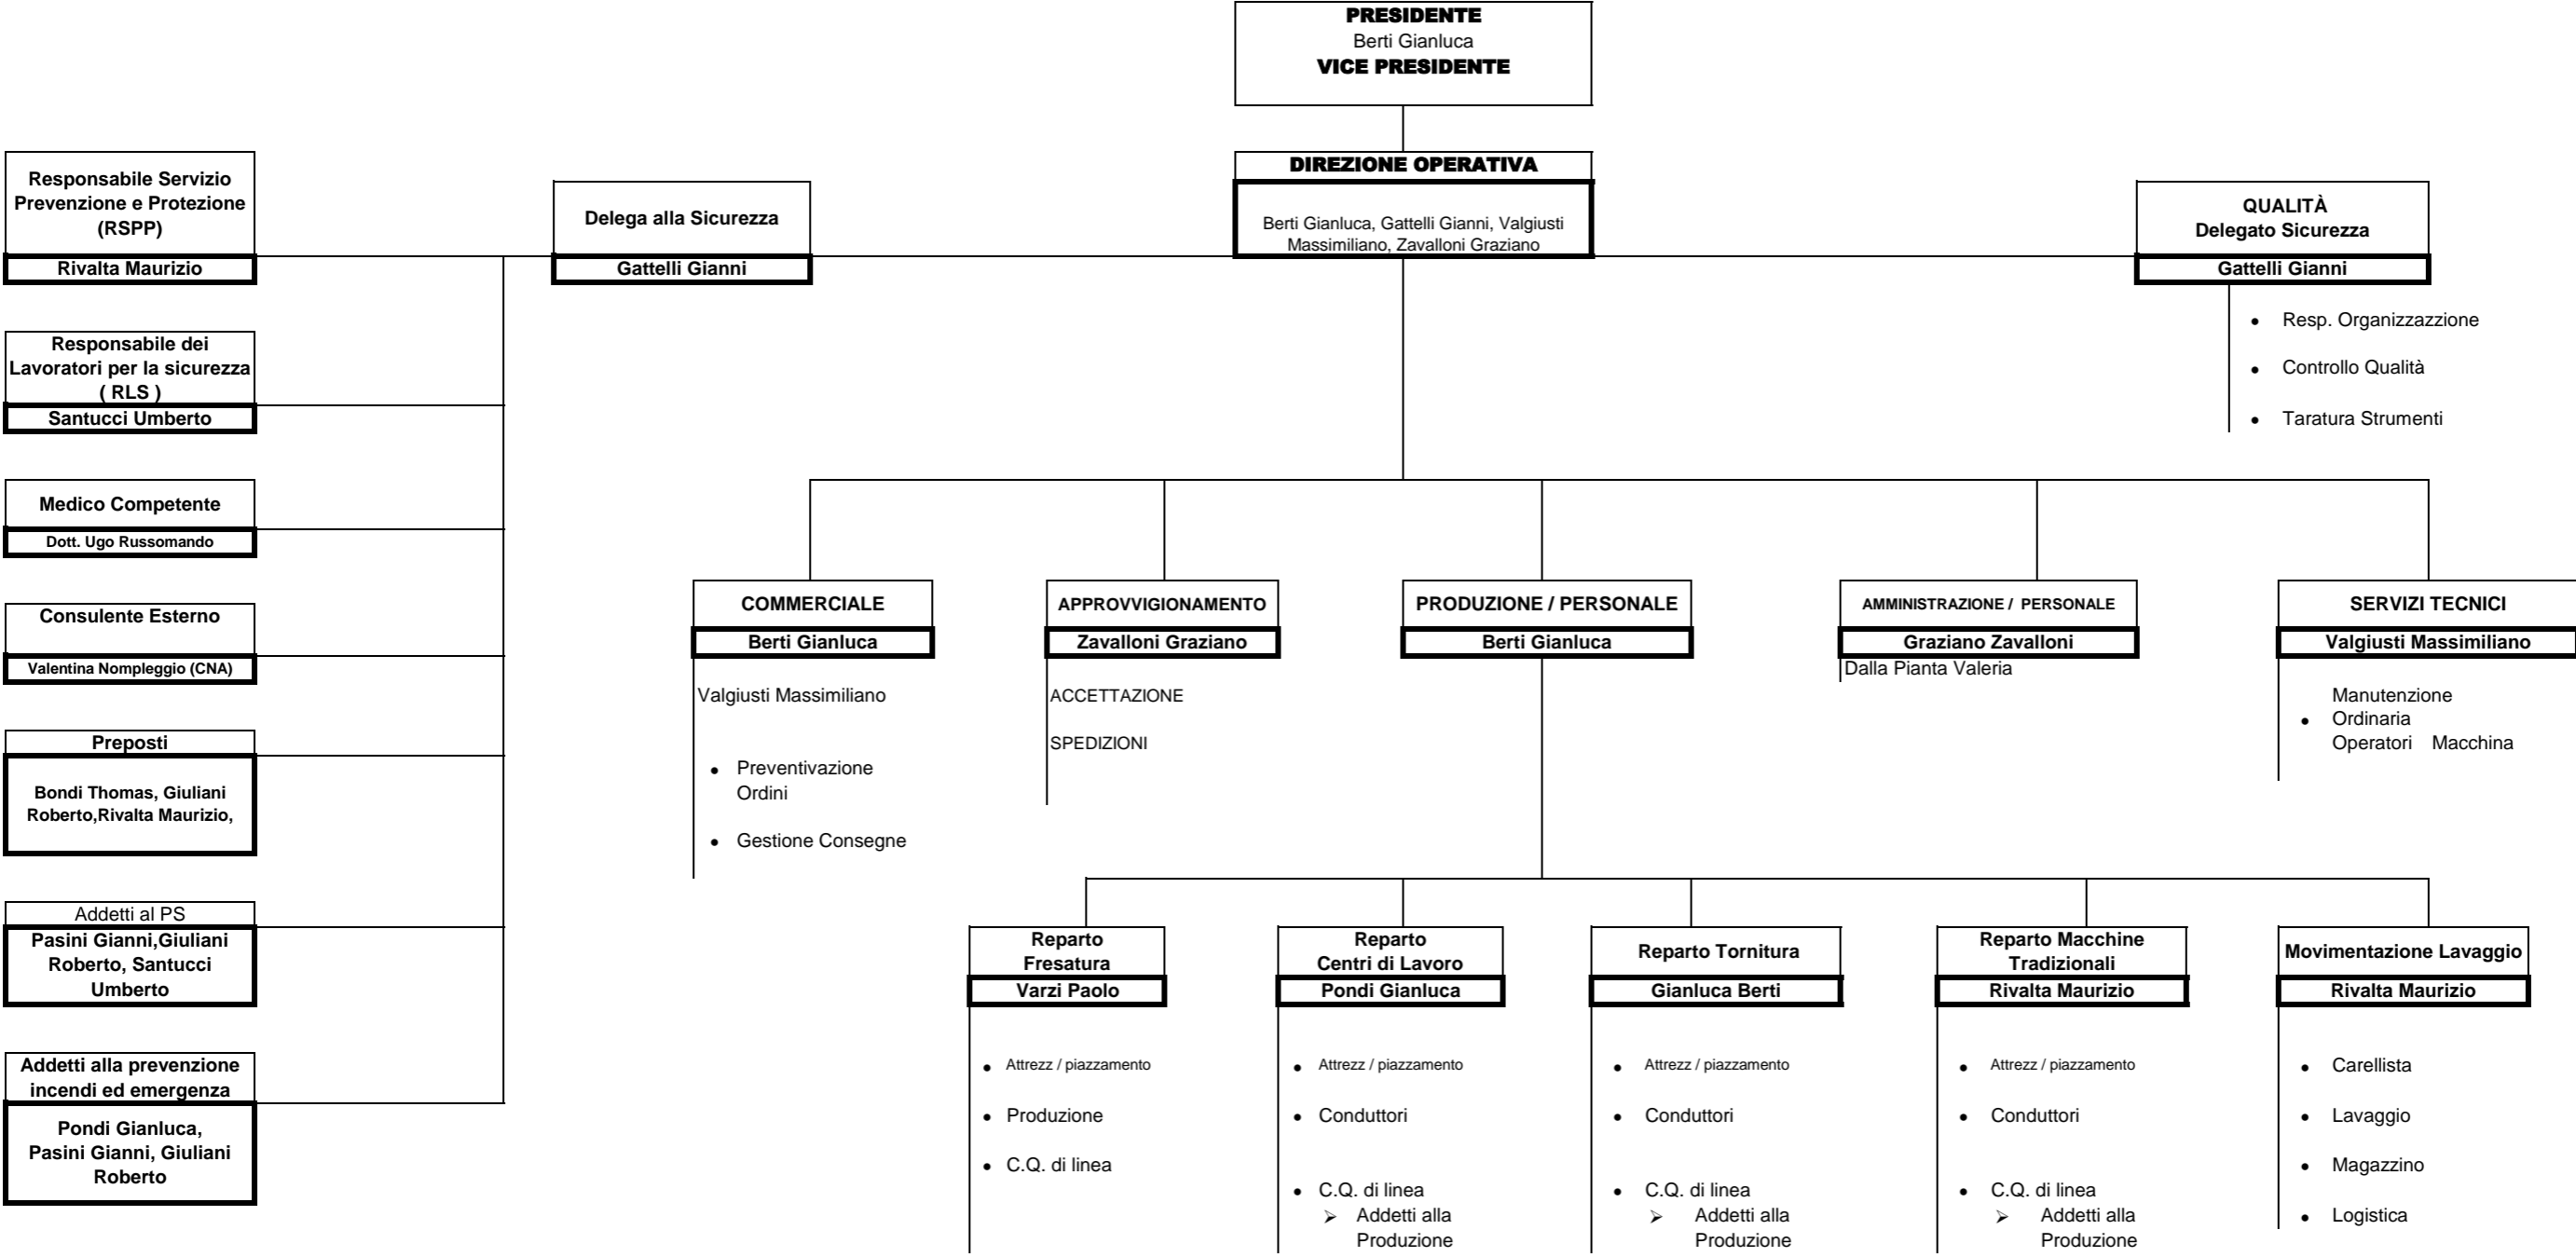 PRESIDENTE
Berti Gianluca
VICE PRESIDENTE
DIREZIONE OPERATIVA
Berti Gianluca, Gattelli Gianni, Valgiusti
Massimiliano, Zavalloni Graziano
Responsabile Servizio
Prevenzione e Protezione
(RSPP)
Rivalta Maurizio
Delega alla Sicurezza
Gattelli Gianni
QUALITÀ
Delegato Sicurezza
Gattelli Gianni
• Resp. Organizzazzione
• Controllo Qualità
• Taratura Strumenti
Responsabile dei
Lavoratori per la sicurezza
( RLS )
Santucci Umberto
Medico Competente
Dott. Ugo Russomando
Consulente Esterno
Valentina Nompleggio (CNA)
Preposti
Bondi Thomas, Giuliani
Roberto,Rivalta Maurizio,
Addetti al PS
Pasini Gianni,Giuliani
Roberto, Santucci
Umberto
Addetti alla prevenzione
incendi ed emergenza
Pondi Gianluca,
Pasini Gianni, Giuliani
Roberto
COMMERCIALE
Berti Gianluca
Valgiusti Massimiliano
• Preventivazione
Ordini
• Gestione Consegne
APPROVVIGIONAMENTO
Zavalloni Graziano
ACCETTAZIONE
SPEDIZIONI
PRODUZIONE / PERSONALE
Berti Gianluca
AMMINISTRAZIONE / PERSONALE
Graziano Zavalloni
Dalla Pianta Valeria
SERVIZI TECNICI
Valgiusti Massimiliano
Manutenzione
• Ordinaria
Operatori Macchina
Reparto
Fresatura
Varzi Paolo
• Attrezz / piazzamento
• Produzione
• C.Q. di linea
Reparto
Centri di Lavoro
Pondi Gianluca
• Attrezz / piazzamento
• Conduttori
• C.Q. di linea
➢ Addetti alla
Produzione
Reparto Tornitura
Gianluca Berti
• Attrezz / piazzamento
• Conduttori
• C.Q. di linea
➢ Addetti alla
Produzione
Reparto Macchine
Tradizionali
Rivalta Maurizio
• Attrezz / piazzamento
• Conduttori
• C.Q. di linea
➢ Addetti alla
Produzione
Movimentazione Lavaggio
Rivalta Maurizio
• Carellista
• Lavaggio
• Magazzino
• Logistica